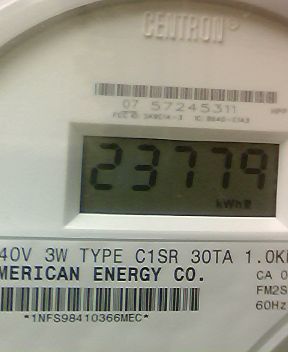 CENTRON®
07 57245311
23779
kWh
40V 3W TYPE C1SR 30TA 1.0K
MERICAN ENERGY CO.
CA 0
FM2S
60Hz
*1NFS98410366MEC*